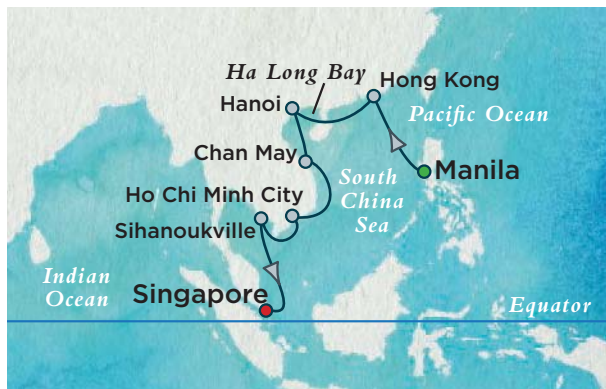 Ha Long Bay
Hong Kong
Hanoi
Pacific Ocean
Chan May
Manila
South
China
Sea
Ho Chi Minh City
Sihanoukville
Indian
Ocean
Singapore
Equator